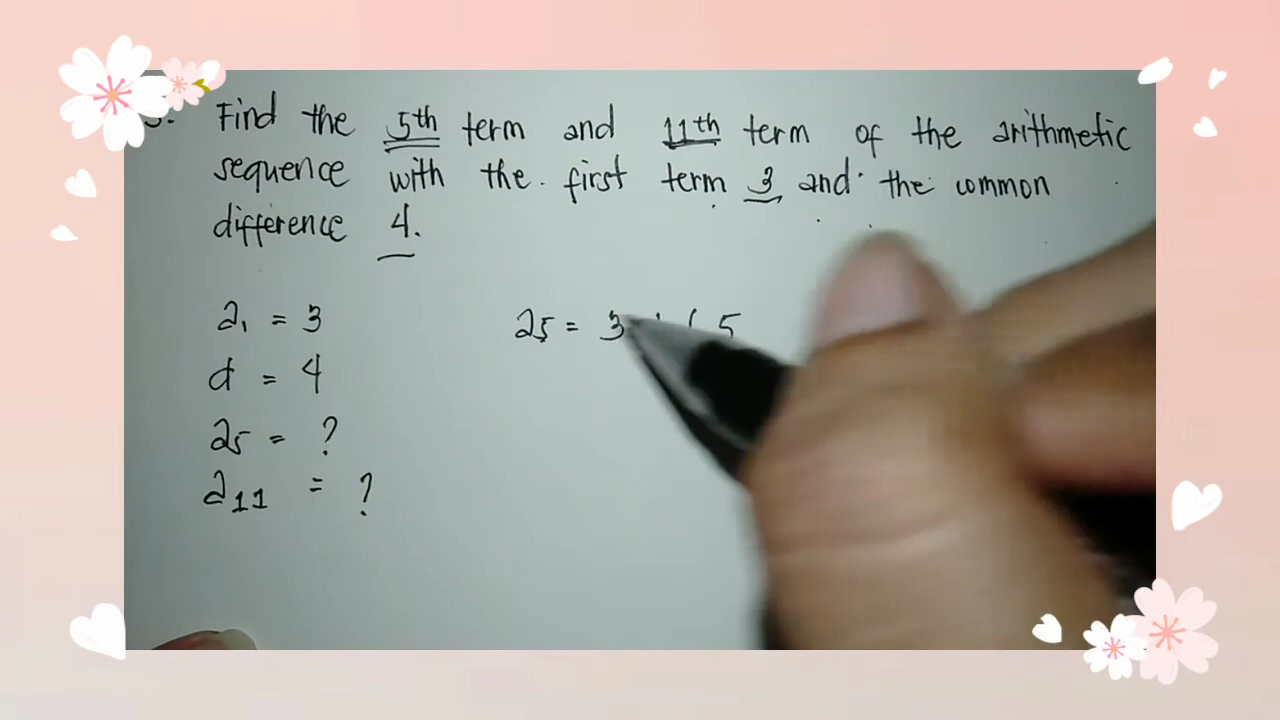 Find the 5th term and 11th term of the arithmetic
sequence with the first term 3 and the common
difference 4.
a₁ = 3
d = 4
a₅ = ?
a₁₁ = ?
a₅ = 3 ( 5